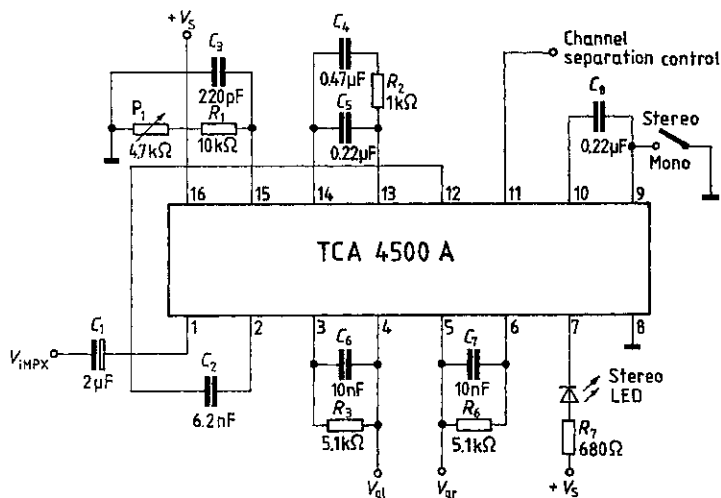 + V_S
C_3
220pF
P_1
4.7kΩ
R_1
10kΩ
C_4
0.47µF
R_2
1kΩ
C_5
0.22µF
Channel
separation control
C_8
0.22µF
Stereo
Mono
16 15 14 13 12 11 10 9
TCA 4500 A
1 2 3 4 5 6 7 8
V_iMPX
C_1
2µF
C_2
6.2nF
C_6
10nF
R_3
5.1kΩ
C_7
10nF
R_6
5.1kΩ
Stereo
LED
R_7
680Ω
V_ql
V_qr
+ V_S